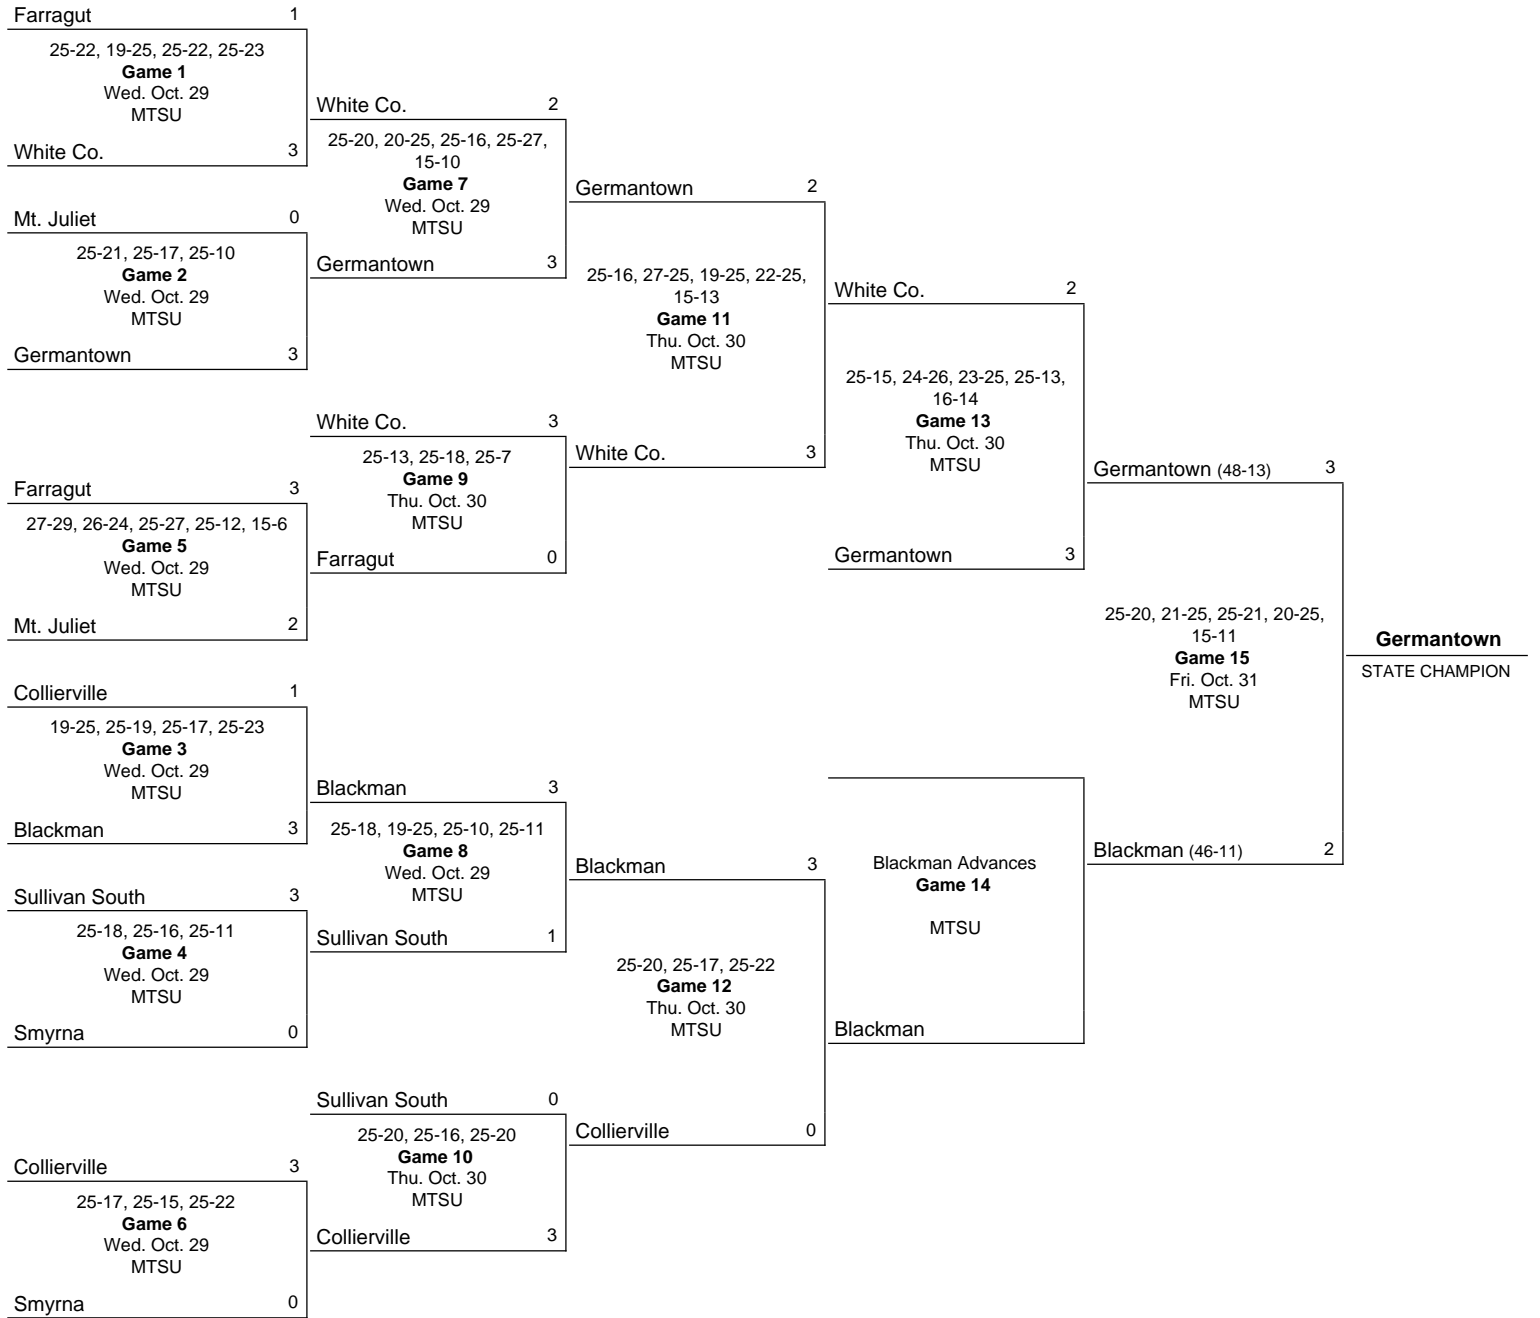 Farragut 1
25-22, 19-25, 25-22, 25-23
Game 1
Wed. Oct. 29
MTSU
White Co. 3
Mt. Juliet 0
25-21, 25-17, 25-10
Game 2
Wed. Oct. 29
MTSU
Germantown 3
Farragut 3
27-29, 26-24, 25-27, 25-12, 15-6
Game 5
Wed. Oct. 29
MTSU
Mt. Juliet 2
Collierville 1
19-25, 25-19, 25-17, 25-23
Game 3
Wed. Oct. 29
MTSU
Blackman 3
Sullivan South 3
25-18, 25-16, 25-11
Game 4
Wed. Oct. 29
MTSU
Smyrna 0
Collierville 3
25-17, 25-15, 25-22
Game 6
Wed. Oct. 29
MTSU
Smyrna 0
White Co. 2
25-20, 20-25, 25-16, 25-27,
15-10
Game 7
Wed. Oct. 29
MTSU
Germantown 3
White Co. 3
25-13, 25-18, 25-7
Game 9
Thu. Oct. 30
MTSU
Farragut 0
Blackman 3
25-18, 19-25, 25-10, 25-11
Game 8
Wed. Oct. 29
MTSU
Sullivan South 1
Sullivan South 0
25-20, 25-16, 25-20
Game 10
Thu. Oct. 30
MTSU
Collierville 3
Germantown 2
25-16, 27-25, 19-25, 22-25,
15-13
Game 11
Thu. Oct. 30
MTSU
White Co. 3
Blackman 3
25-20, 25-17, 25-22
Game 12
Thu. Oct. 30
MTSU
Collierville 0
White Co. 2
25-15, 24-26, 23-25, 25-13,
16-14
Game 13
Thu. Oct. 30
MTSU
Germantown 3
Blackman Advances
Game 14
MTSU
Blackman
Germantown (48-13) 3
25-20, 21-25, 25-21, 20-25,
15-11
Game 15
Fri. Oct. 31
MTSU
Blackman (46-11) 2
Germantown
STATE CHAMPION